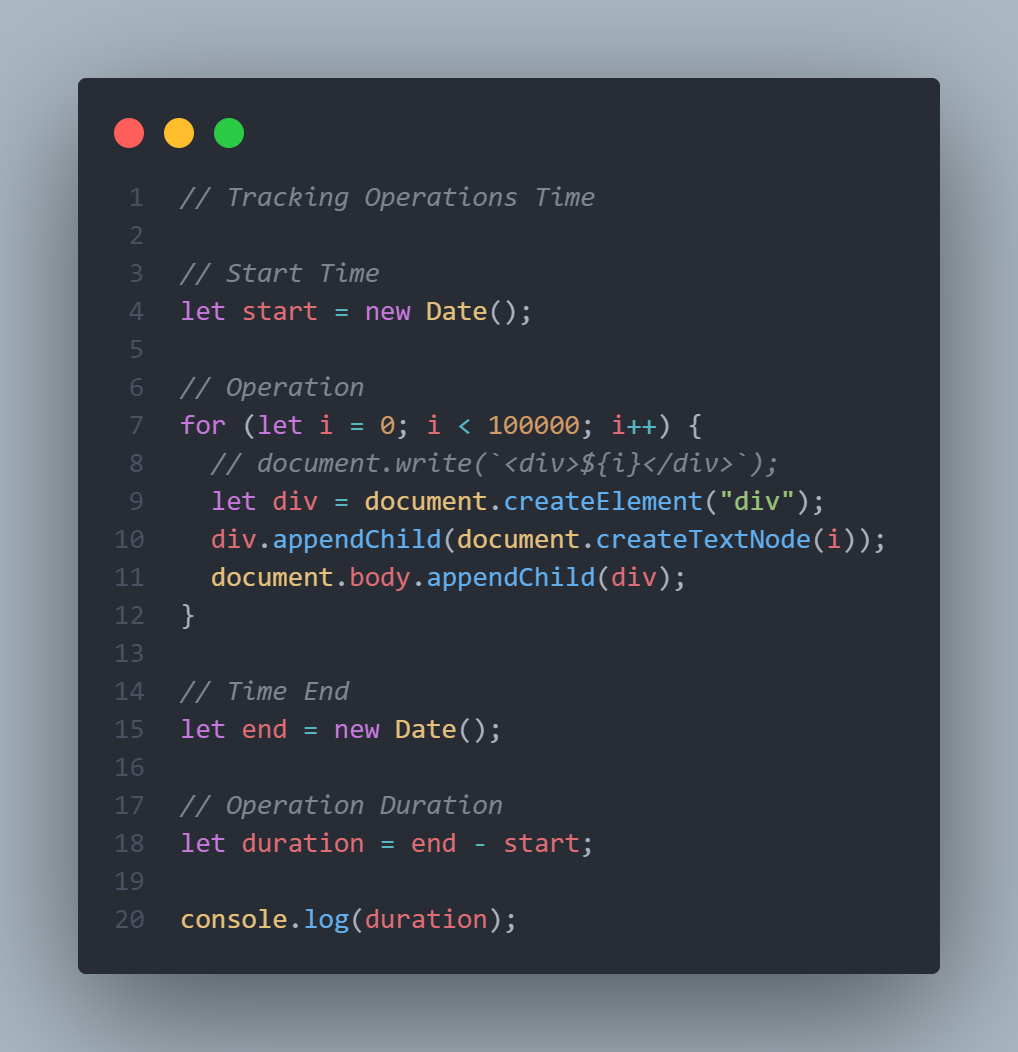 1 // Tracking Operations Time
2
3 // Start Time
4 let start = new Date();
5
6 // Operation
7 for (let i = 0; i < 100000; i++) {
8   // document.write(`<div>${i}</div>`);
9   let div = document.createElement("div");
10   div.appendChild(document.createTextNode(i));
11   document.body.appendChild(div);
12 }
13
14 // Time End
15 let end = new Date();
16
17 // Operation Duration
18 let duration = end - start;
19
20 console.log(duration);